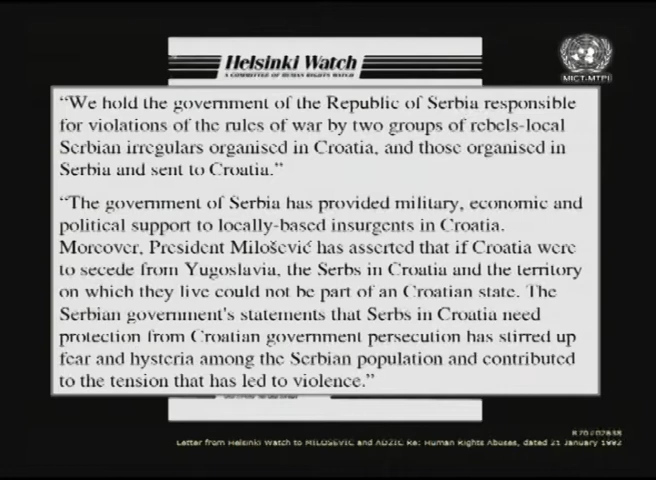 Helsinki Watch
A COMMITTEE OF HUMAN RIGHTS WATCH
MICT-MTPI
“We hold the government of the Republic of Serbia responsible
for violations of the rules of war by two groups of rebels-local
Serbian irregulars organised in Croatia, and those organised in
Serbia and sent to Croatia.”
“The government of Serbia has provided military, economic and
political support to locally-based insurgents in Croatia.
Moreover, President Milošević has asserted that if Croatia were
to secede from Yugoslavia, the Serbs in Croatia and the territory
on which they live could not be part of an Croatian state. The
Serbian government's statements that Serbs in Croatia need
protection from Croatian government persecution has stirred up
fear and hysteria among the Serbian population and contributed
to the tension that has led to violence.”
Letter from Helsinki Watch to MILOSEVIC and ADZIC Re: Human Rights Abuses, dated 21 January 1992